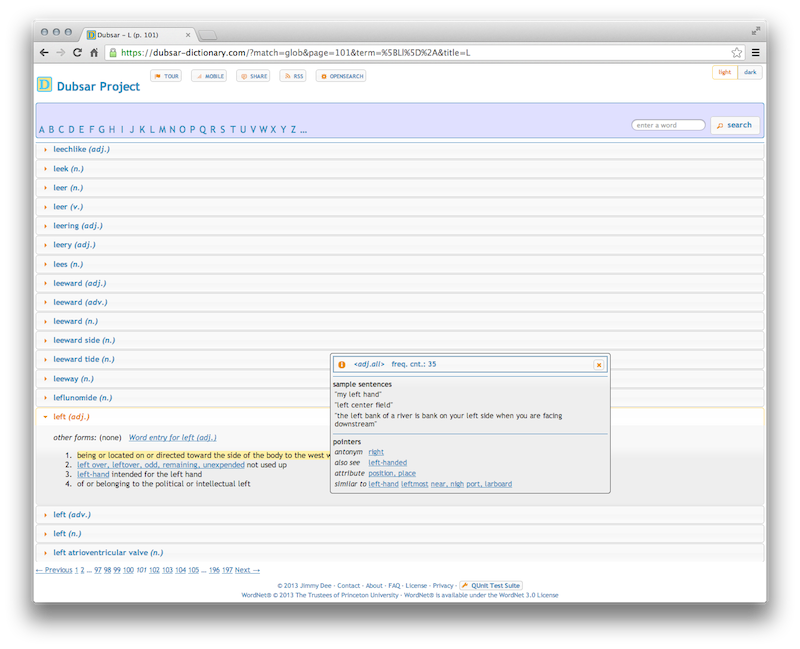 Dubsar - L (p. 101)
https://dubsar-dictionary.com/?match=glob&page=101&term=%5BLl%5D%2A&title=L
TOUR MOBILE SHARE RSS OPENSEARCH
light dark
D Dubsar Project
A B C D E F G H I J K L M N O P Q R S T U V W X Y Z ...
enter a word search
leechlike (adj.)
leek (n.)
leer (n.)
leer (v.)
leering (adj.)
leery (adj.)
lees (n.)
leeward (adj.)
leeward (adv.)
leeward (n.)
leeward side (n.)
leeward tide (n.)
leeway (n.)
leflunomide (n.)
left (adj.)
other forms: (none) Word entry for left (adj.)
1. being or located on or directed toward the side of the body to the west
2. left over, leftover, odd, remaining, unexpended not used up
3. left-hand intended for the left hand
4. of or belonging to the political or intellectual left
<adj.all> freq. cnt.: 35
sample sentences
"my left hand"
"left center field"
"the left bank of a river is bank on your left side when you are facing
downstream"
pointers
antonym right
also see left-handed
attribute position, place
similar to left-hand leftmost near, nigh port, larboard
left (adv.)
left (n.)
left atrioventricular valve (n.)
← Previous 1 2 ... 97 98 99 100 101 102 103 104 105 ... 196 197 Next →
© 2013 Jimmy Dee - Contact - About - FAQ - License - Privacy - QUnit Test Suite
WordNet® © 2013 The Trustees of Princeton University - WordNet® is available under the WordNet 3.0 License